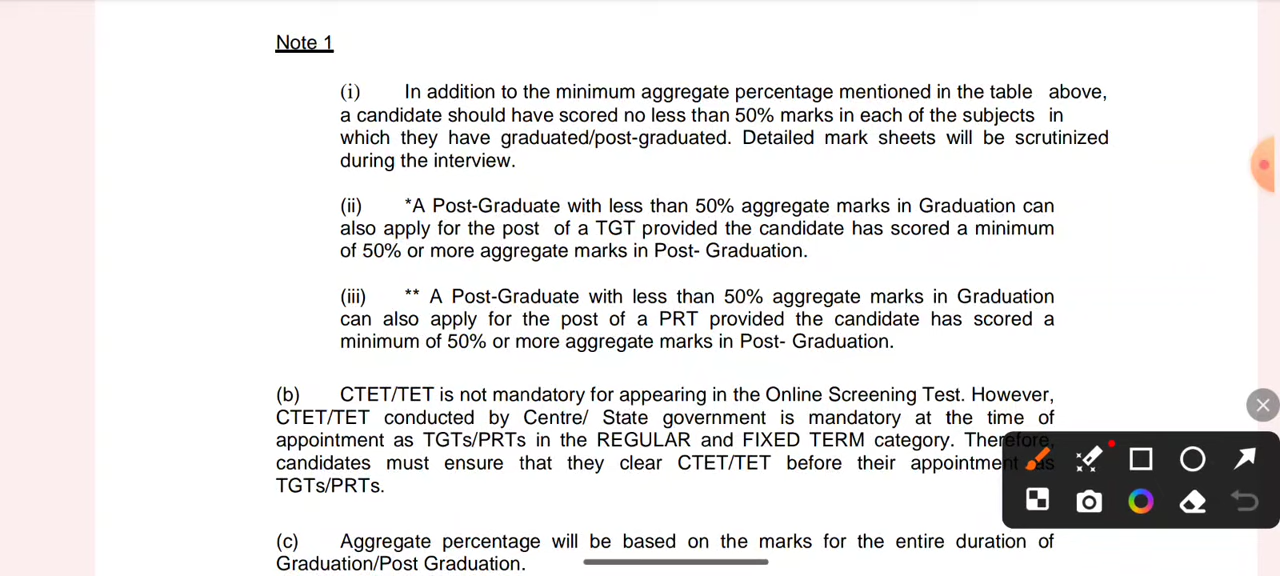 Note 1
(i) In addition to the minimum aggregate percentage mentioned in the table above,
a candidate should have scored no less than 50% marks in each of the subjects in
which they have graduated/post-graduated. Detailed mark sheets will be scrutinized
during the interview.
(ii) *A Post-Graduate with less than 50% aggregate marks in Graduation can
also apply for the post of a TGT provided the candidate has scored a minimum
of 50% or more aggregate marks in Post- Graduation.
(iii) ** A Post-Graduate with less than 50% aggregate marks in Graduation
can also apply for the post of a PRT provided the candidate has scored a
minimum of 50% or more aggregate marks in Post- Graduation.
(b) CTET/TET is not mandatory for appearing in the Online Screening Test. However,
CTET/TET conducted by Centre/ State government is mandatory at the time of
appointment as TGTs/PRTs in the REGULAR and FIXED TERM category. Therefore,
candidates must ensure that they clear CTET/TET before their appointment as
TGTs/PRTs.
(c) Aggregate percentage will be based on the marks for the entire duration of
Graduation/Post Graduation.